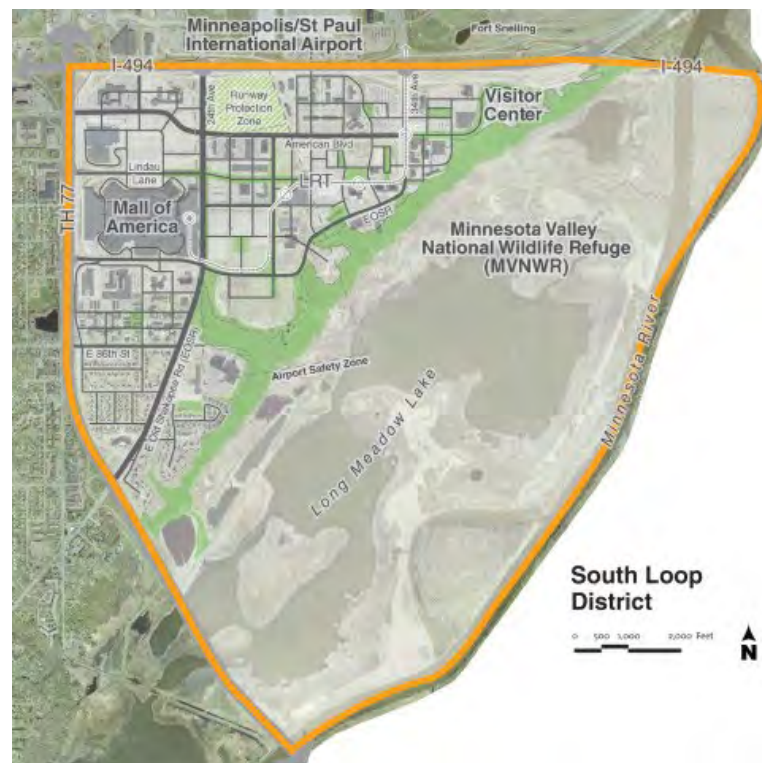 Minneapolis/St Paul
International Airport
Fort Snelling
I-494
I-494
24th Ave
Runway
Protection
Zone
34th Ave
Visitor
Center
American Blvd
Lindau
Lane
LRT
TH 77
Mall of
America
EOSR
Minnesota Valley
National Wildlife Refuge
(MVNWR)
E 86th St
E Old Shakopee Rd (EOSR)
Airport Safety Zone
Long Meadow Lake
Minnesota River
South Loop
District
0 500 1,000 2,000 Feet
N